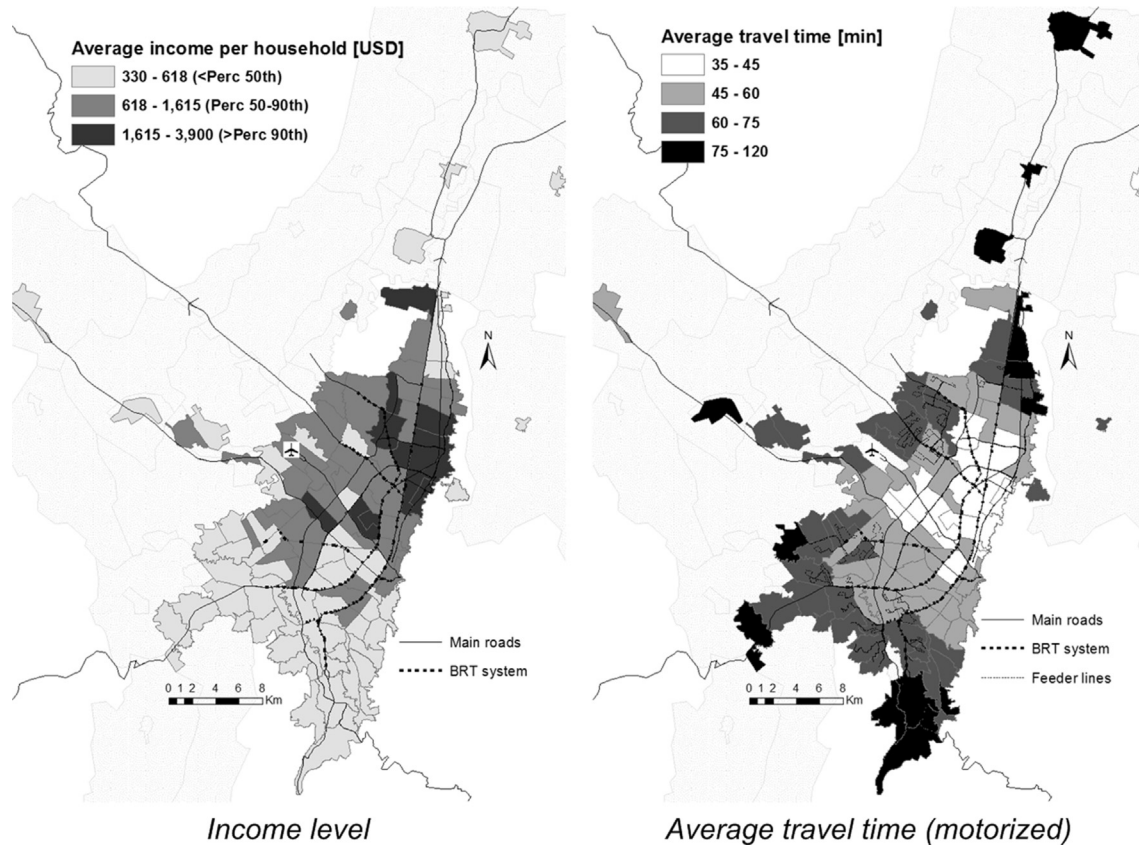 Average income per household [USD]
330 - 618 (<Perc 50th)
618 - 1,615 (Perc 50-90th)
1,615 - 3,900 (>Perc 90th)
N
Main roads
BRT system
0 1 2 4 6 8
Km
Income level
Average travel time [min]
35 - 45
45 - 60
60 - 75
75 - 120
N
Main roads
BRT system
Feeder lines
0 1 2 4 6 8
Km
Average travel time (motorized)